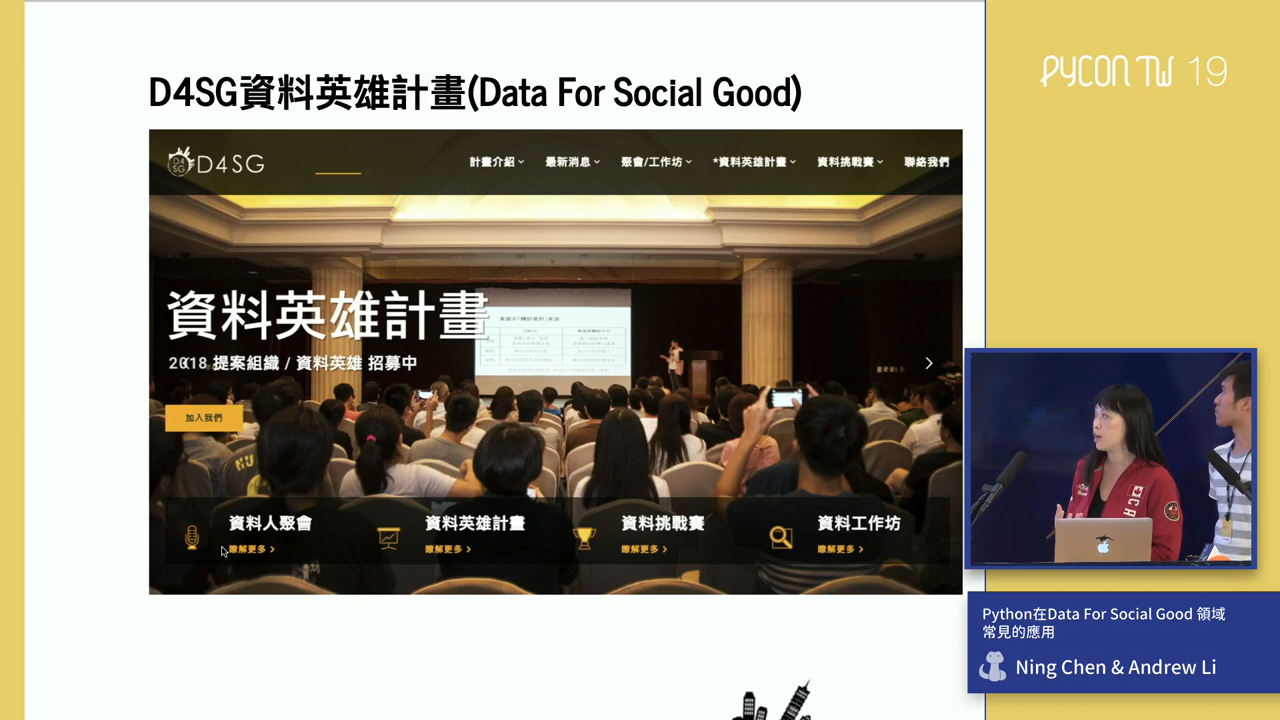 D4SG資料英雄計畫(Data For Social Good)
D4SG
計畫介紹 最新消息 聚會/工作坊 *資料英雄計畫 資料挑戰賽 聯絡我們
資料英雄計畫
2018 提案組織 / 資料英雄 招募中
加入我們
資料人聚會 資料英雄計畫 資料挑戰賽 資料工作坊
瞭解更多 瞭解更多 瞭解更多 瞭解更多
PYCON TW 19
Python在Data For Social Good 領域
常見的應用
Ning Chen & Andrew Li